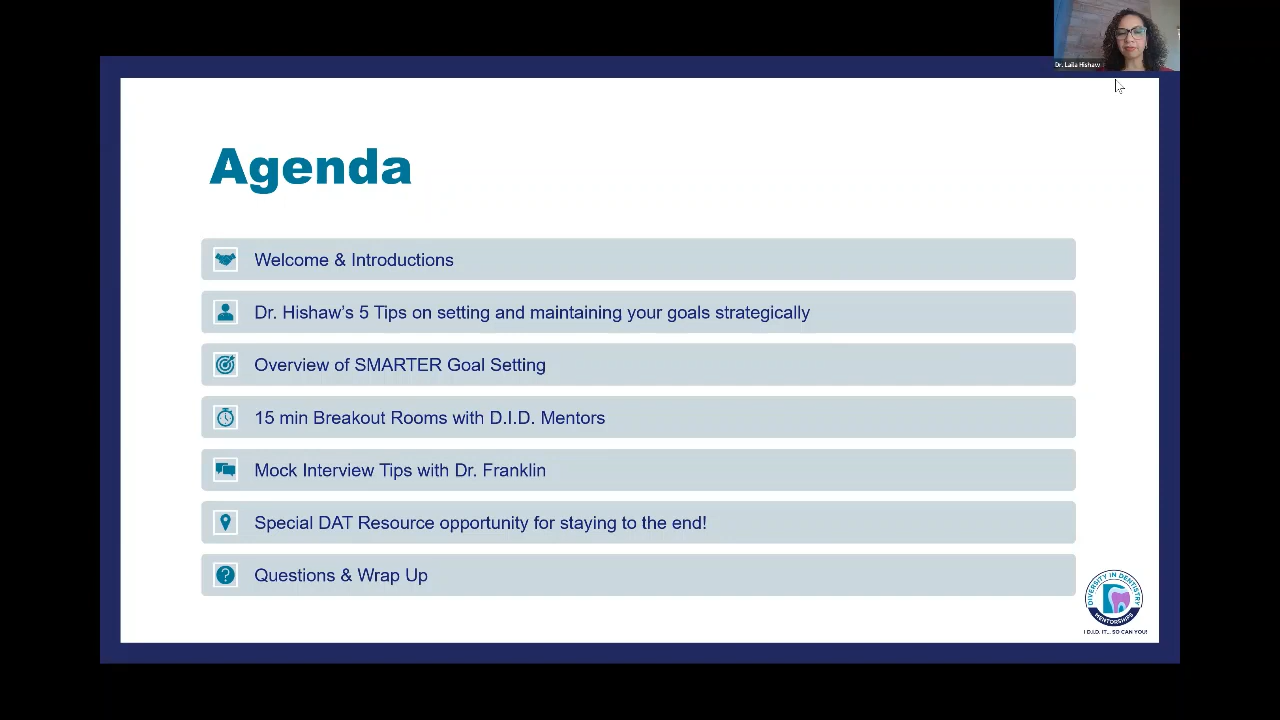 Dr. Laila Hishaw
Agenda
Welcome & Introductions
Dr. Hishaw's 5 Tips on setting and maintaining your goals strategically
Overview of SMARTER Goal Setting
15 min Breakout Rooms with D.I.D. Mentors
Mock Interview Tips with Dr. Franklin
Special DAT Resource opportunity for staying to the end!
Questions & Wrap Up
DIVERSITY IN DENTISTRY
MENTORSHIPS
I D.I.D. IT... SO CAN YOU!